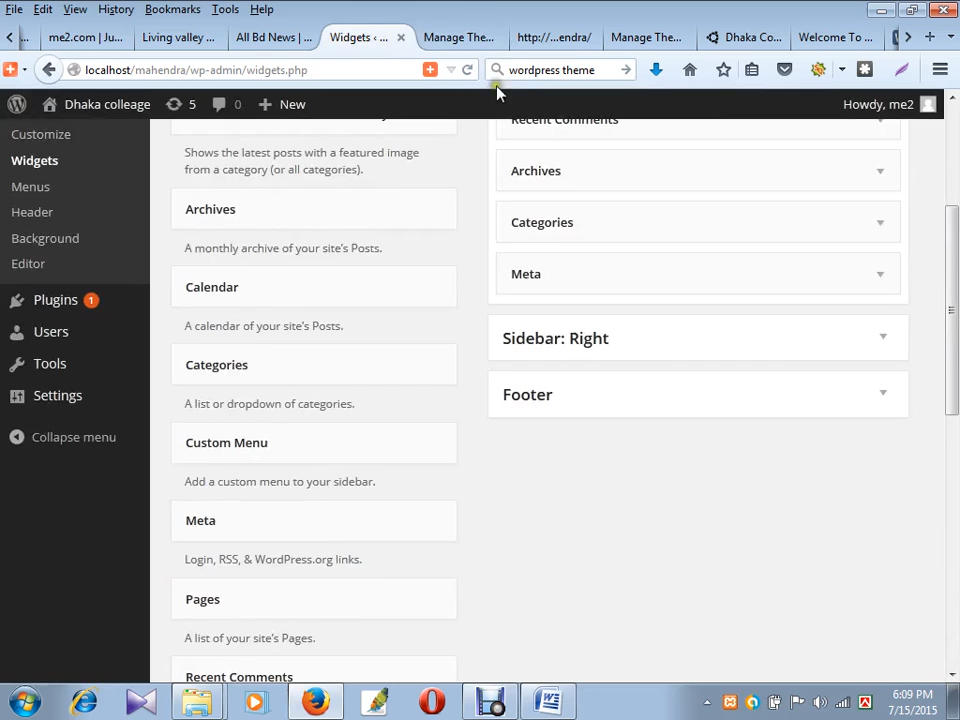 File Edit View History Bookmarks Tools Help
... me2.com | Ju... Living valley ... All Bd News | ... Widgets ‹ ... Manage The... http://...endra/ Manage The... Dhaka Co... Welcome To ...
localhost/mahendra/wp-admin/widgets.php wordpress theme
Dhaka colleage 5 0 New Howdy, me2
Customize
Widgets
Menus
Header
Background
Editor
Plugins 1
Users
Tools
Settings
Collapse menu
Shows the latest posts with a featured image
from a category (or all categories).
Archives
A monthly archive of your site's Posts.
Calendar
A calendar of your site's Posts.
Categories
A list or dropdown of categories.
Custom Menu
Add a custom menu to your sidebar.
Meta
Login, RSS, & WordPress.org links.
Pages
A list of your site's Pages.
Recent Comments
Recent Comments
Archives
Categories
Meta
Sidebar: Right
Footer
6:09 PM
7/15/2015